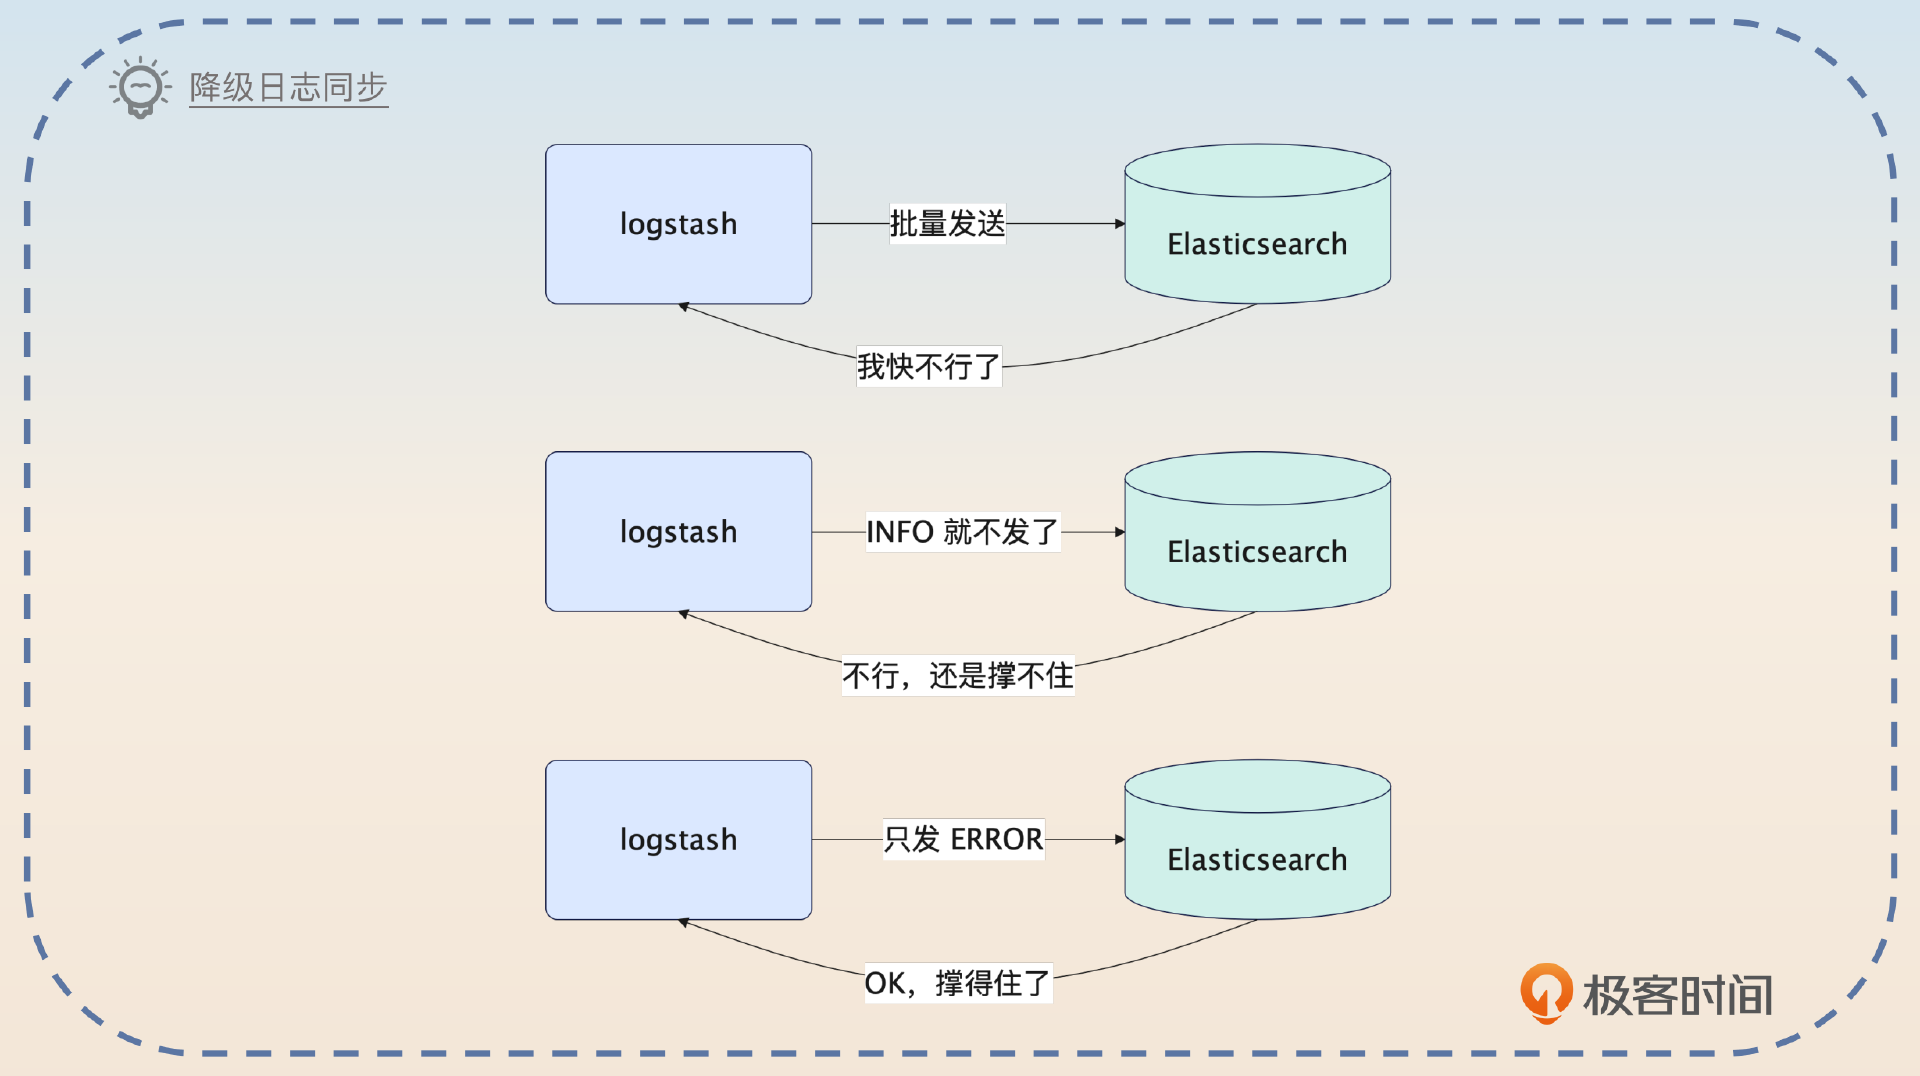 降级日志同步
logstash
批量发送
Elasticsearch
我快不行了
logstash
INFO 就不发了
Elasticsearch
不行，还是撑不住
logstash
只发 ERROR
Elasticsearch
OK，撑得住了
极客时间